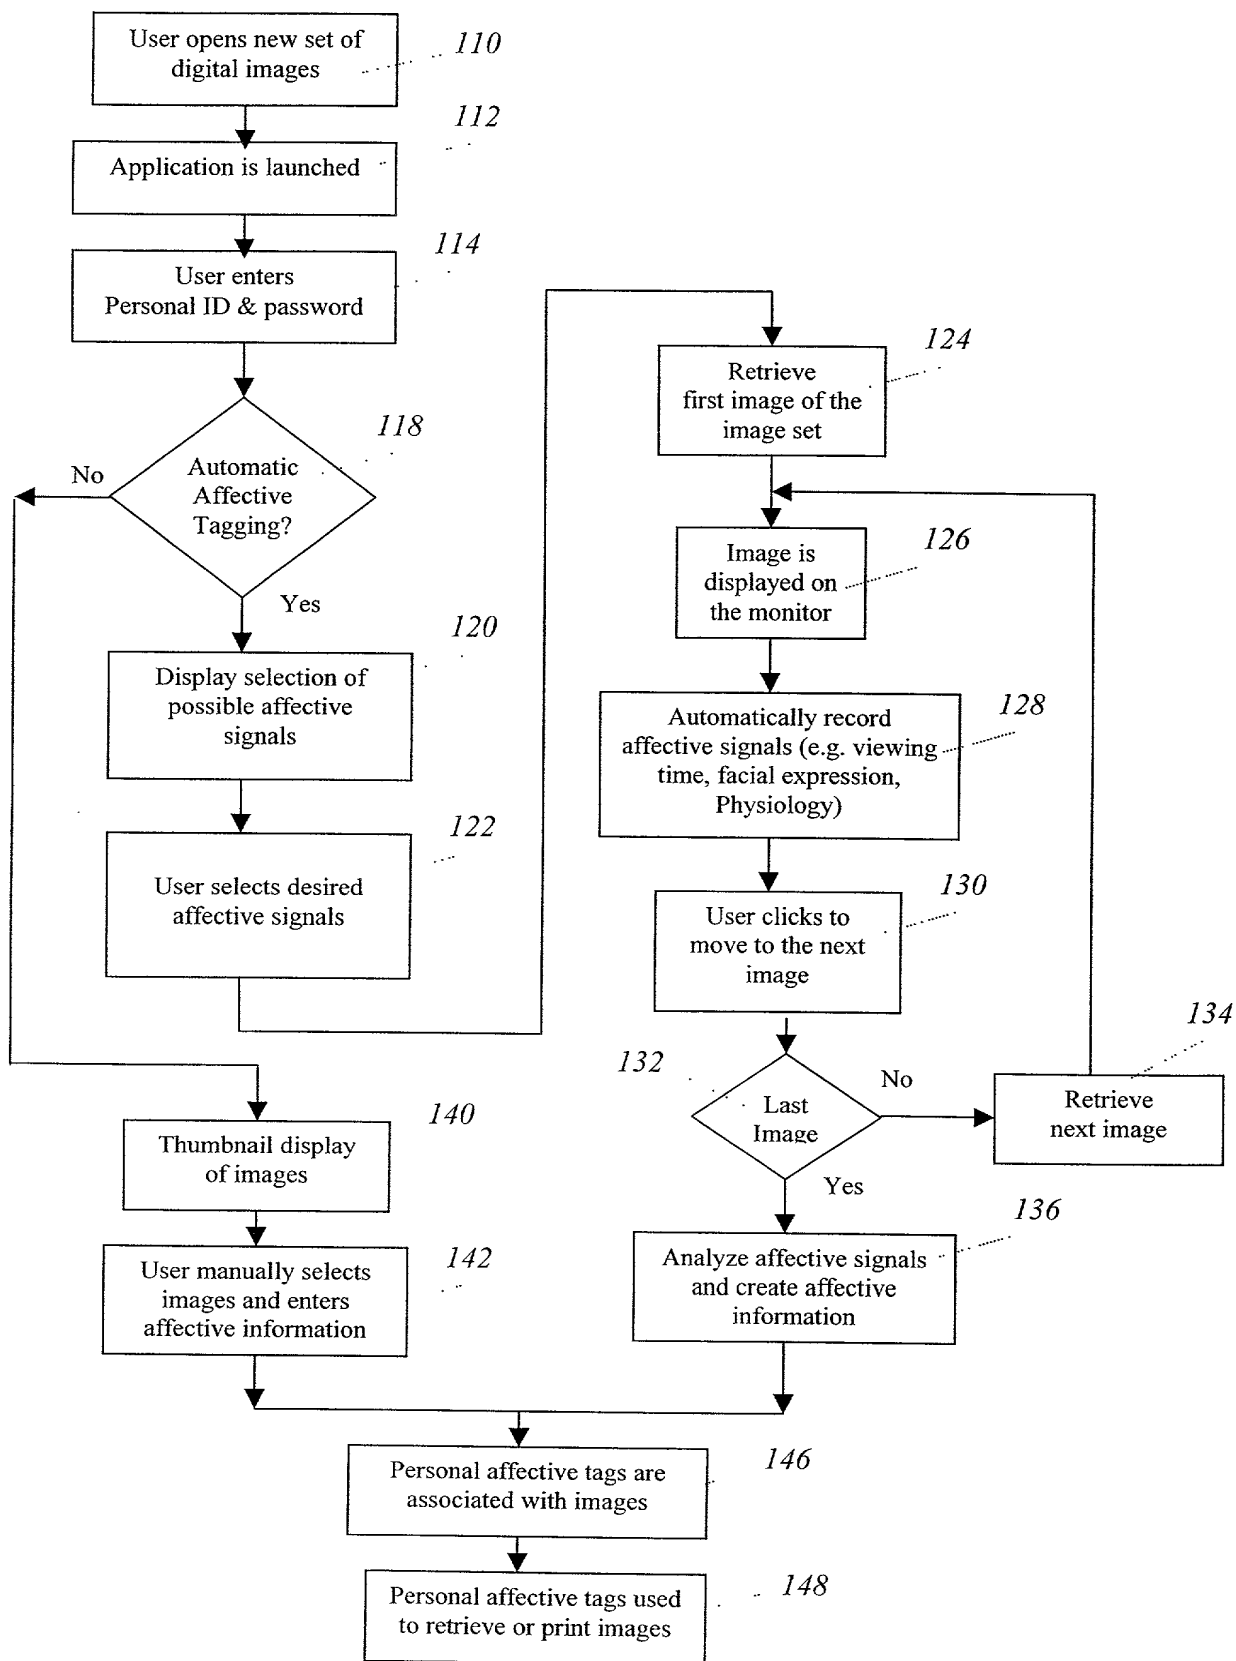 User opens new set of
digital images
110
112
Application is launched
114
User enters
Personal ID & password
118
Automatic
Affective
Tagging?
No
Yes
120
Display selection of
possible affective
signals
122
User selects desired
affective signals
124
Retrieve
first image of the
image set
126
Image is
displayed on
the monitor
128
Automatically record
affective signals (e.g. viewing
time, facial expression,
Physiology)
130
User clicks to
move to the next
image
132
Last
Image
No
Yes
134
Retrieve
next image
136
Analyze affective signals
and create affective
information
140
Thumbnail display
of images
142
User manually selects
images and enters
affective information
146
Personal affective tags are
associated with images
148
Personal affective tags used
to retrieve or print images